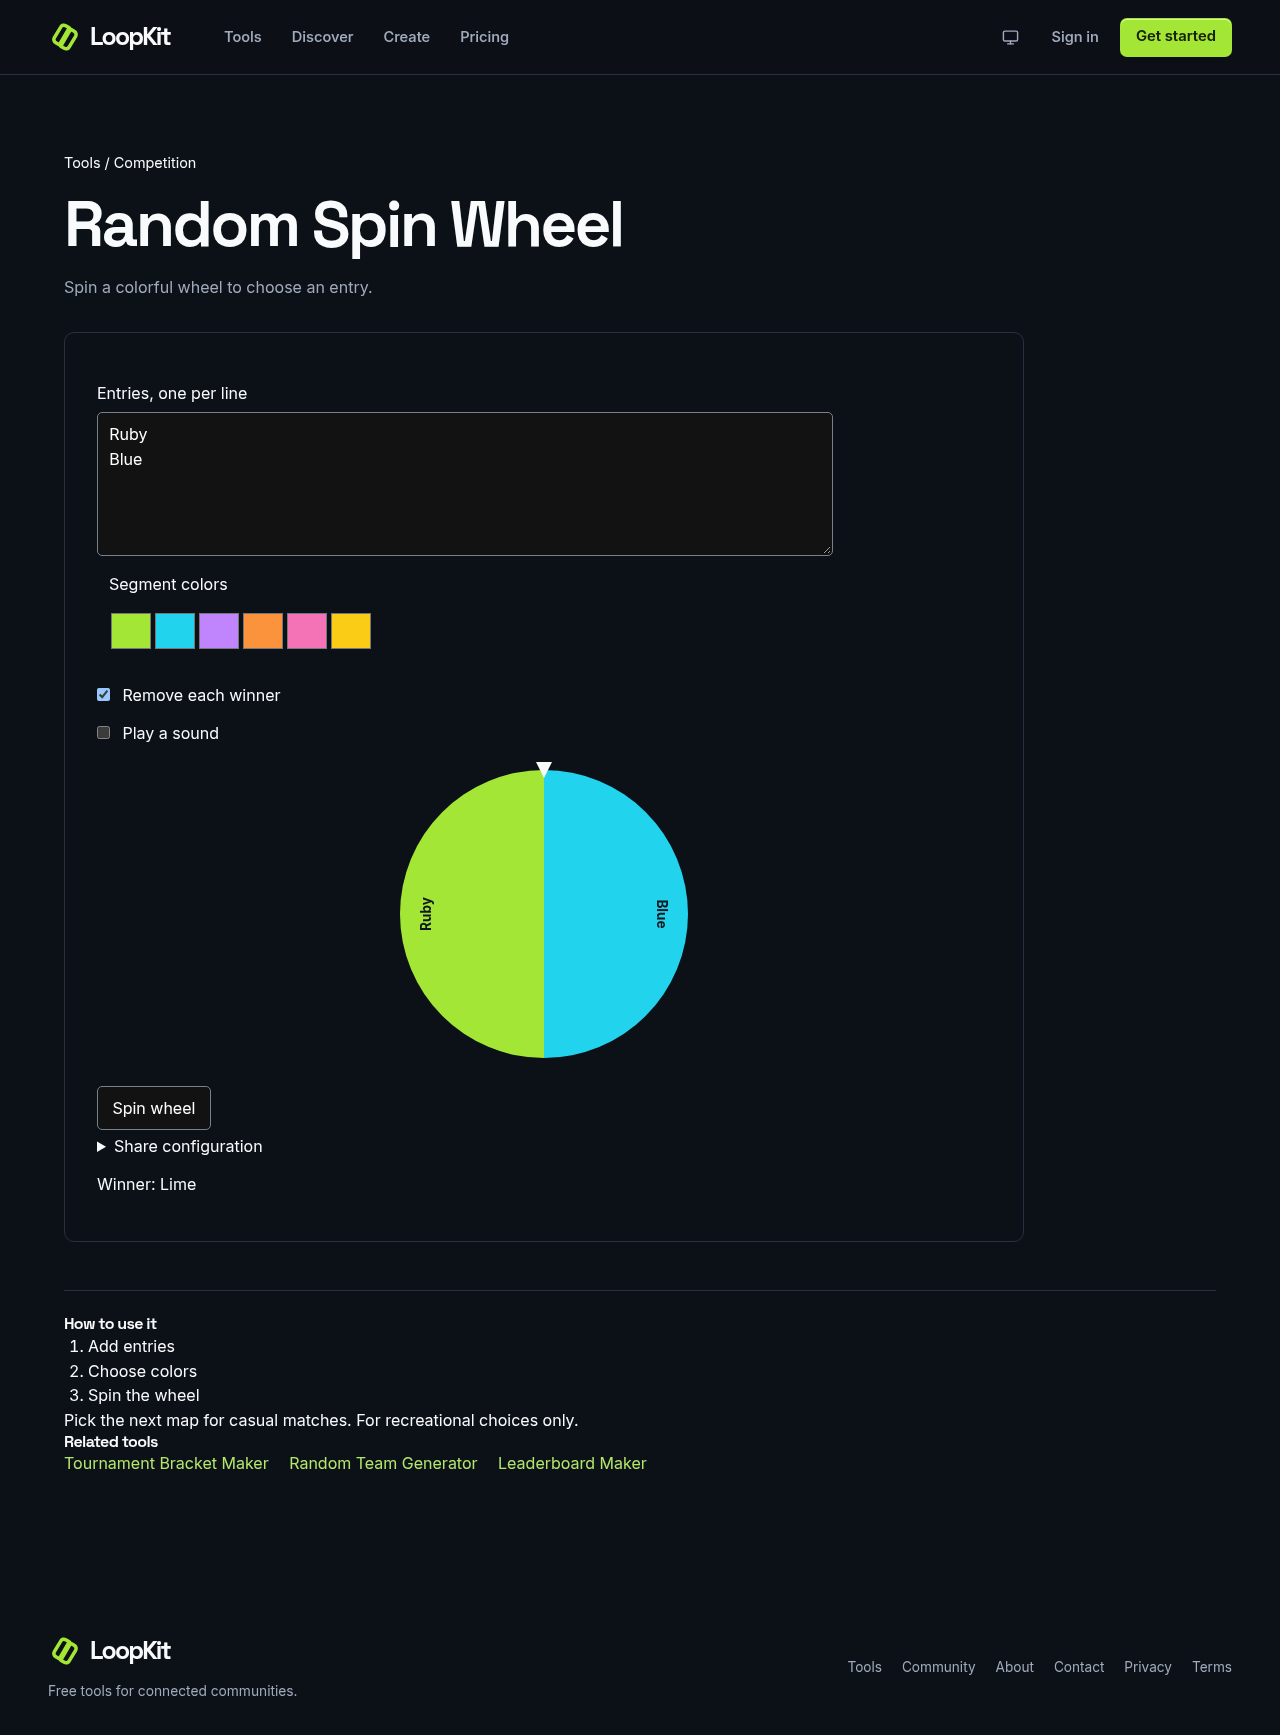 LoopKit
Tools Discover Create Pricing
Sign in
Get started
Tools / Competition
Random Spin Wheel
Spin a colorful wheel to choose an entry.
Entries, one per line
Ruby
Blue
Segment colors
Remove each winner
Play a sound
Ruby
Blue
Spin wheel
Share configuration
Winner: Lime
How to use it
1. Add entries
2. Choose colors
3. Spin the wheel
Pick the next map for casual matches. For recreational choices only.
Related tools
Tournament Bracket Maker Random Team Generator Leaderboard Maker
LoopKit
Free tools for connected communities.
Tools Community About Contact Privacy Terms